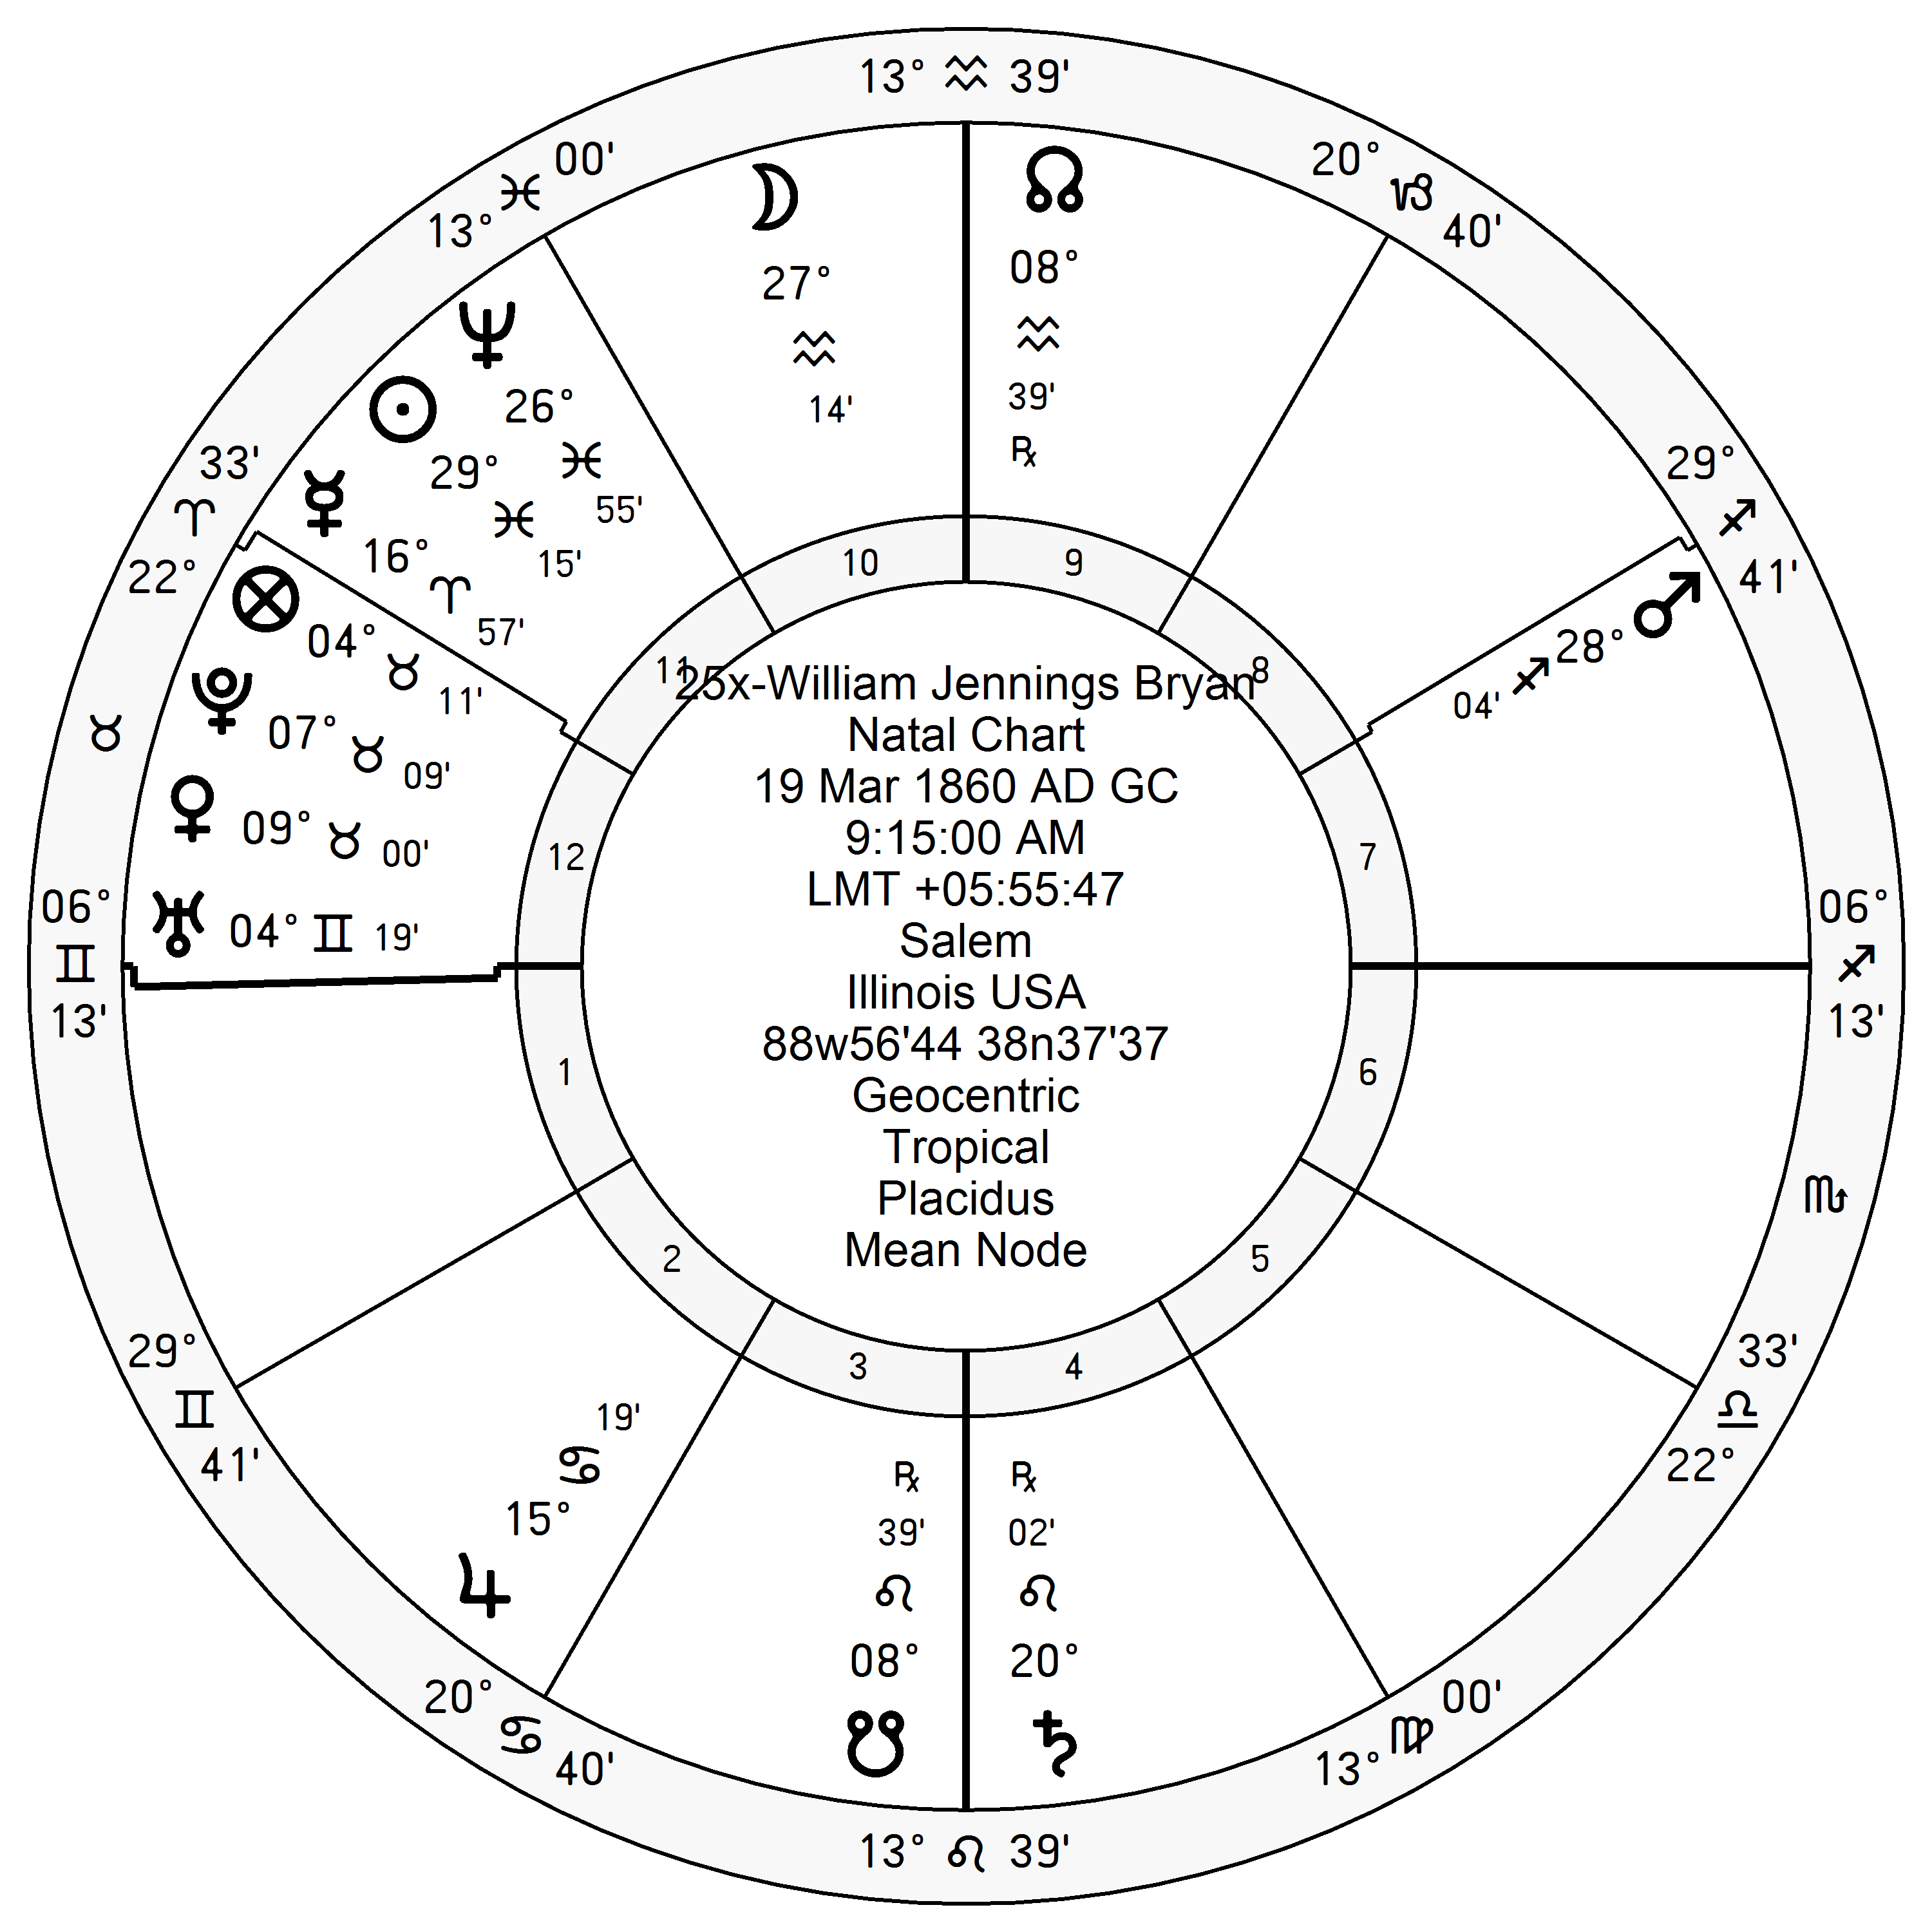 13° ♒ 39'
00' ♓ 13°
20° ♑ 40'
33' ♈ 22°
29° ♐ 41'
♉
06° ♊ 13'
06° ♐ 13'
♏
29° ♊ 41'
33' ♎ 22°
20° ♋ 40'
00' ♍ 13°
13° ♌ 39'
☽ 27° ♒ 14'
☊ 08° ♒ 39' ℞
♆ 26° ♓ 55'
☉ 29° ♓ 15'
☿ 16° ♈ 57'
⊗ 04° ♉ 11'
♇ 07° ♉ 09'
♀ 09° ♉ 00'
♅ 04° ♊ 19'
♂ 28° ♐ 04'
♃ 15° ♋ 19'
☋ 08° ♌ 39' ℞
♄ 20° ♌ 02' ℞
10
9
11
8
12
7
1
6
2
5
3
4
25x-William Jennings Bryan
Natal Chart
19 Mar 1860 AD GC
9:15:00 AM
LMT +05:55:47
Salem
Illinois USA
88w56'44 38n37'37
Geocentric
Tropical
Placidus
Mean Node